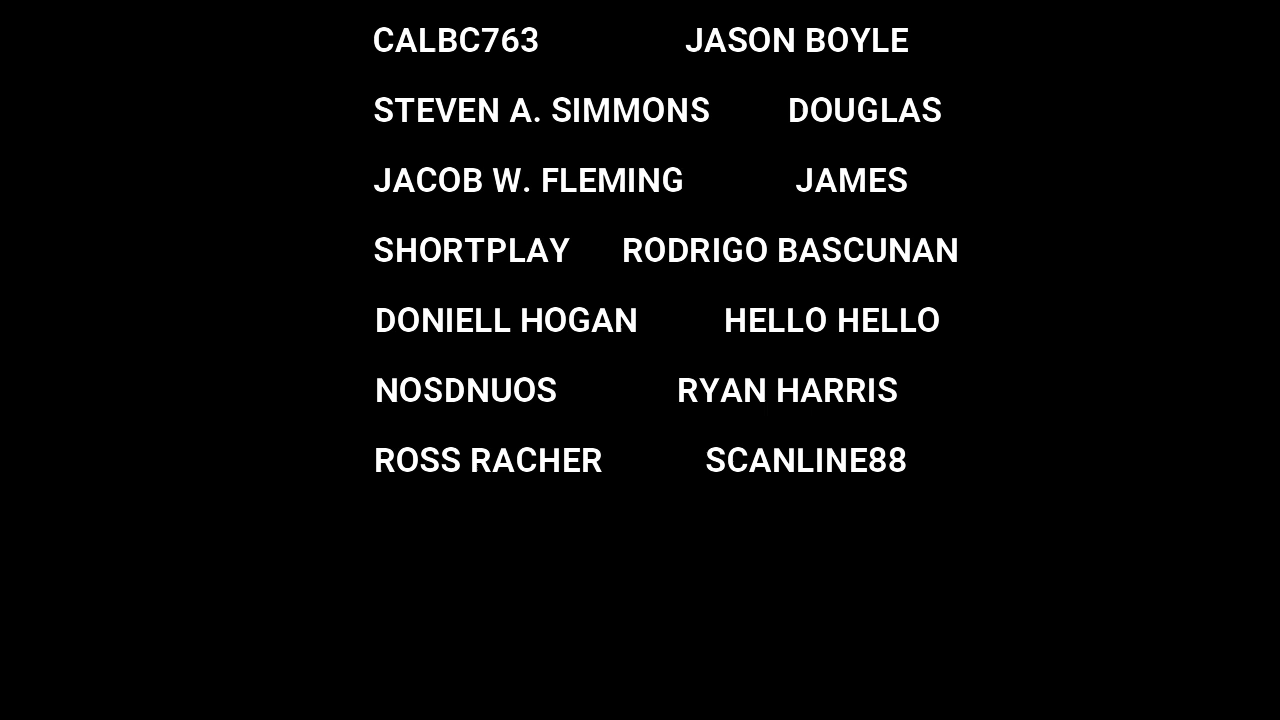 CALBC763 JASON BOYLE
STEVEN A. SIMMONS DOUGLAS
JACOB W. FLEMING JAMES
SHORTPLAY RODRIGO BASCUNAN
DONIELL HOGAN HELLO HELLO
NOSDNUOS RYAN HARRIS
ROSS RACHER SCANLINE88